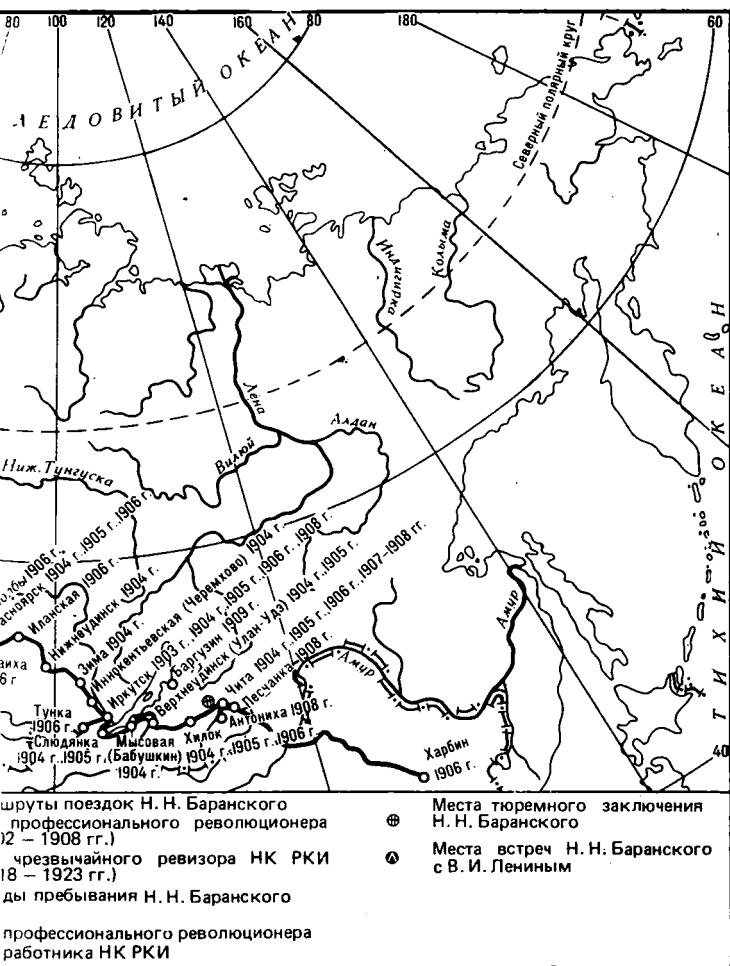 80 100 120 140 160 80 180 60
ЛЕДОВИТЫЙ ОКЕАН
Северный полярный круг
Индигирка
Колыма
Лена
Алдан
Вилюй
Ниж. Тунгуска
ТИХИЙ ОКЕАН
1906 г.
асноярск 1904 г., 1905 г., 1906 г.
Иланская 1906 г.
Нижнеудинск 1904 г.
Зима 1904 г.
Иннокентьевская (Черемхово) 1904 г.
Иркутск 1903 г., 1904 г., 1905 г., 1906 г., 1908 г.
Баргузин 1909 г.
Верхнеудинск (Улан-Удэ) 1904 г., 1905 г.
Чита 1904 г., 1905 г., 1906 г., 1907–1908 гг.
Песчанка 1908 г.
Антониха 1908 г.
аиха
6 г
Тунка
1906 г.
Слюдянка
1904 г., 1905 г.
Мысовая
(Бабушкин)
1904 г.
Хилок
1904 г., 1905 г., 1906 г.
Амур
Амур
Харбин
1906 г.
40
шруты поездок Н. Н. Баранского
профессионального революционера
02 – 1908 гг.)
чрезвычайного ревизора НК РКИ
18 – 1923 гг.)
ды пребывания Н. Н. Баранского
профессионального революционера
работника НК РКИ
Места тюремного заключения
Н. Н. Баранского
Места встреч Н. Н. Баранского
с В. И. Лениным